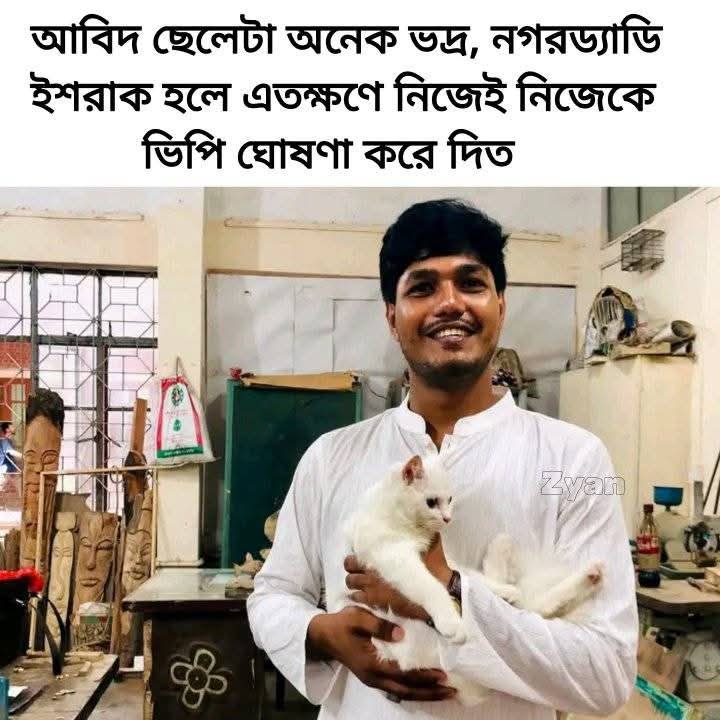 আবিদ ছেলেটা অনেক ভদ্র, নগরড্যাডি
ইশরাক হলে এতক্ষণে নিজেই নিজেকে
ভিপি ঘোষণা করে দিত
Zyan